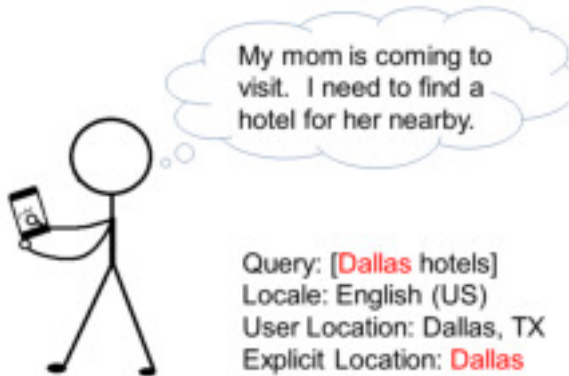 My mom is coming to
visit. I need to find a
hotel for her nearby.
Query: [Dallas hotels]
Locale: English (US)
User Location: Dallas, TX
Explicit Location: Dallas